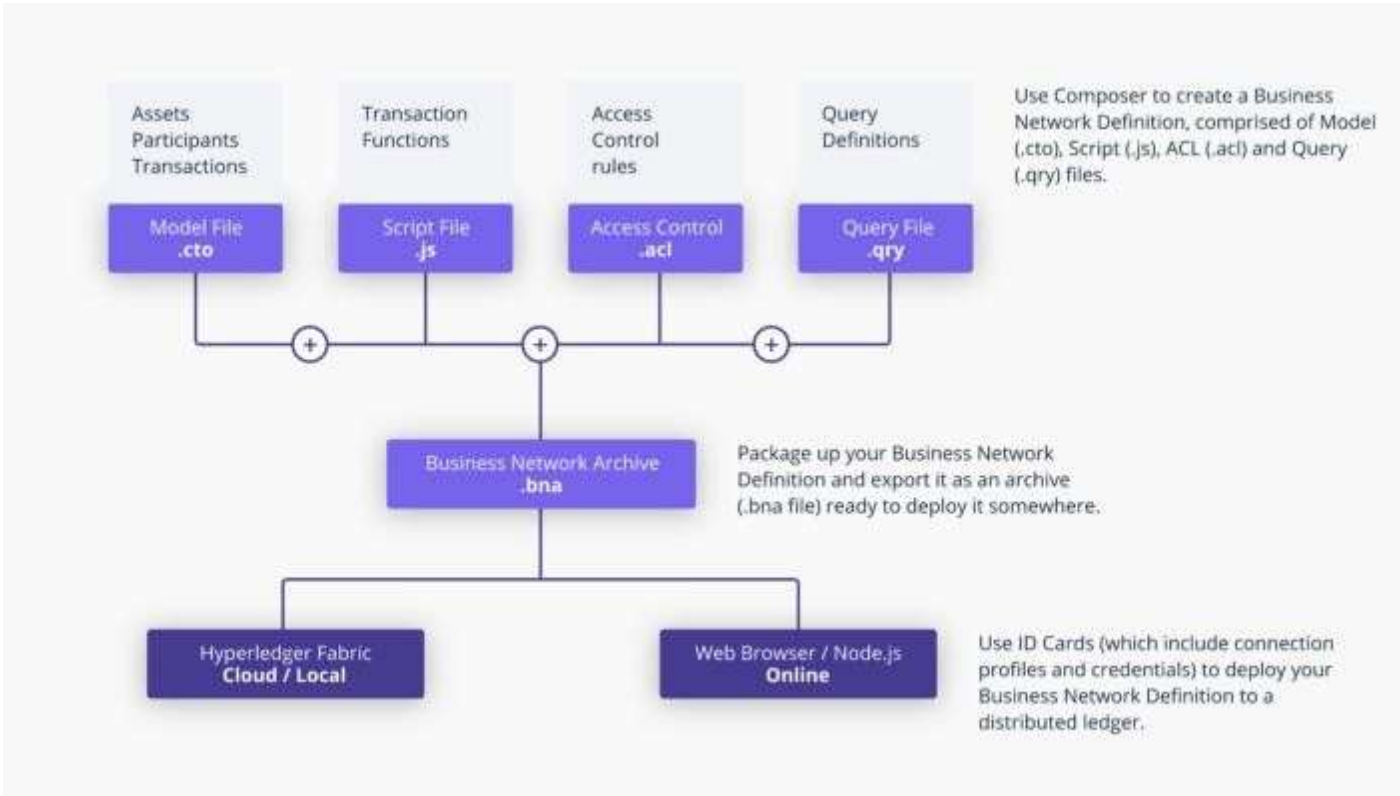 Assets
Participants
Transactions
Model File
.cto
Transaction
Functions
Script File
.js
Access
Control
rules
Access Control
.acl
Query
Definitions
Query File
.qry
Use Composer to create a Business
Network Definition, comprised of Model
(.cto), Script (.js), ACL (.acl) and Query
(.qry) files.
+
+
+
Business Network Archive
.bna
Package up your Business Network
Definition and export it as an archive
(.bna file) ready to deploy it somewhere.
Hyperledger Fabric
Cloud / Local
Web Browser / Node.js
Online
Use ID Cards (which include connection
profiles and credentials) to deploy your
Business Network Definition to a
distributed ledger.